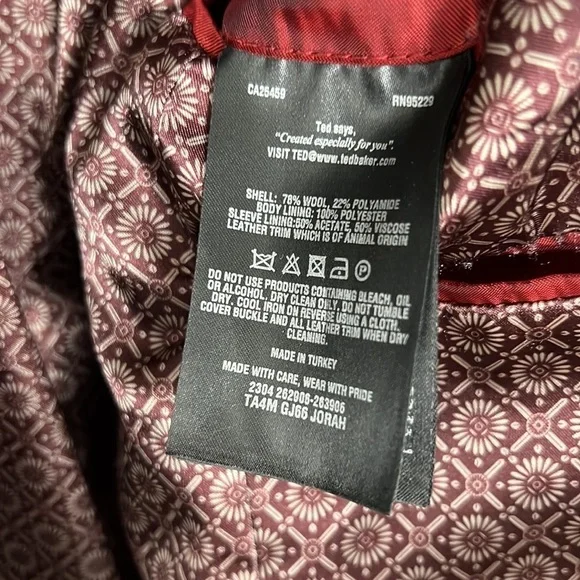 CA26459 RN95229
Ted says,
"Created especially for you".
VISIT TED@www.tedbaker.com
SHELL: 78% WOOL, 22% POLYAMIDE
BODY LINING: 100% POLYESTER
SLEEVE LINING:50% ACETATE, 50% VISCOSE
LEATHER TRIM WHICH IS OF ANIMAL ORIGIN
P
DO NOT USE PRODUCTS CONTAINING BLEACH, OIL
OR ALCOHOL. DRY CLEAN ONLY. DO NOT TUMBLE
DRY. COOL IRON ON REVERSE USING A CLOTH.
COVER BUCKLE AND ALL LEATHER TRIM WHEN DRY
CLEANING.
MADE IN TURKEY
MADE WITH CARE, WEAR WITH PRIDE
2304 262906-263906
TA4M GJ66 JORAH